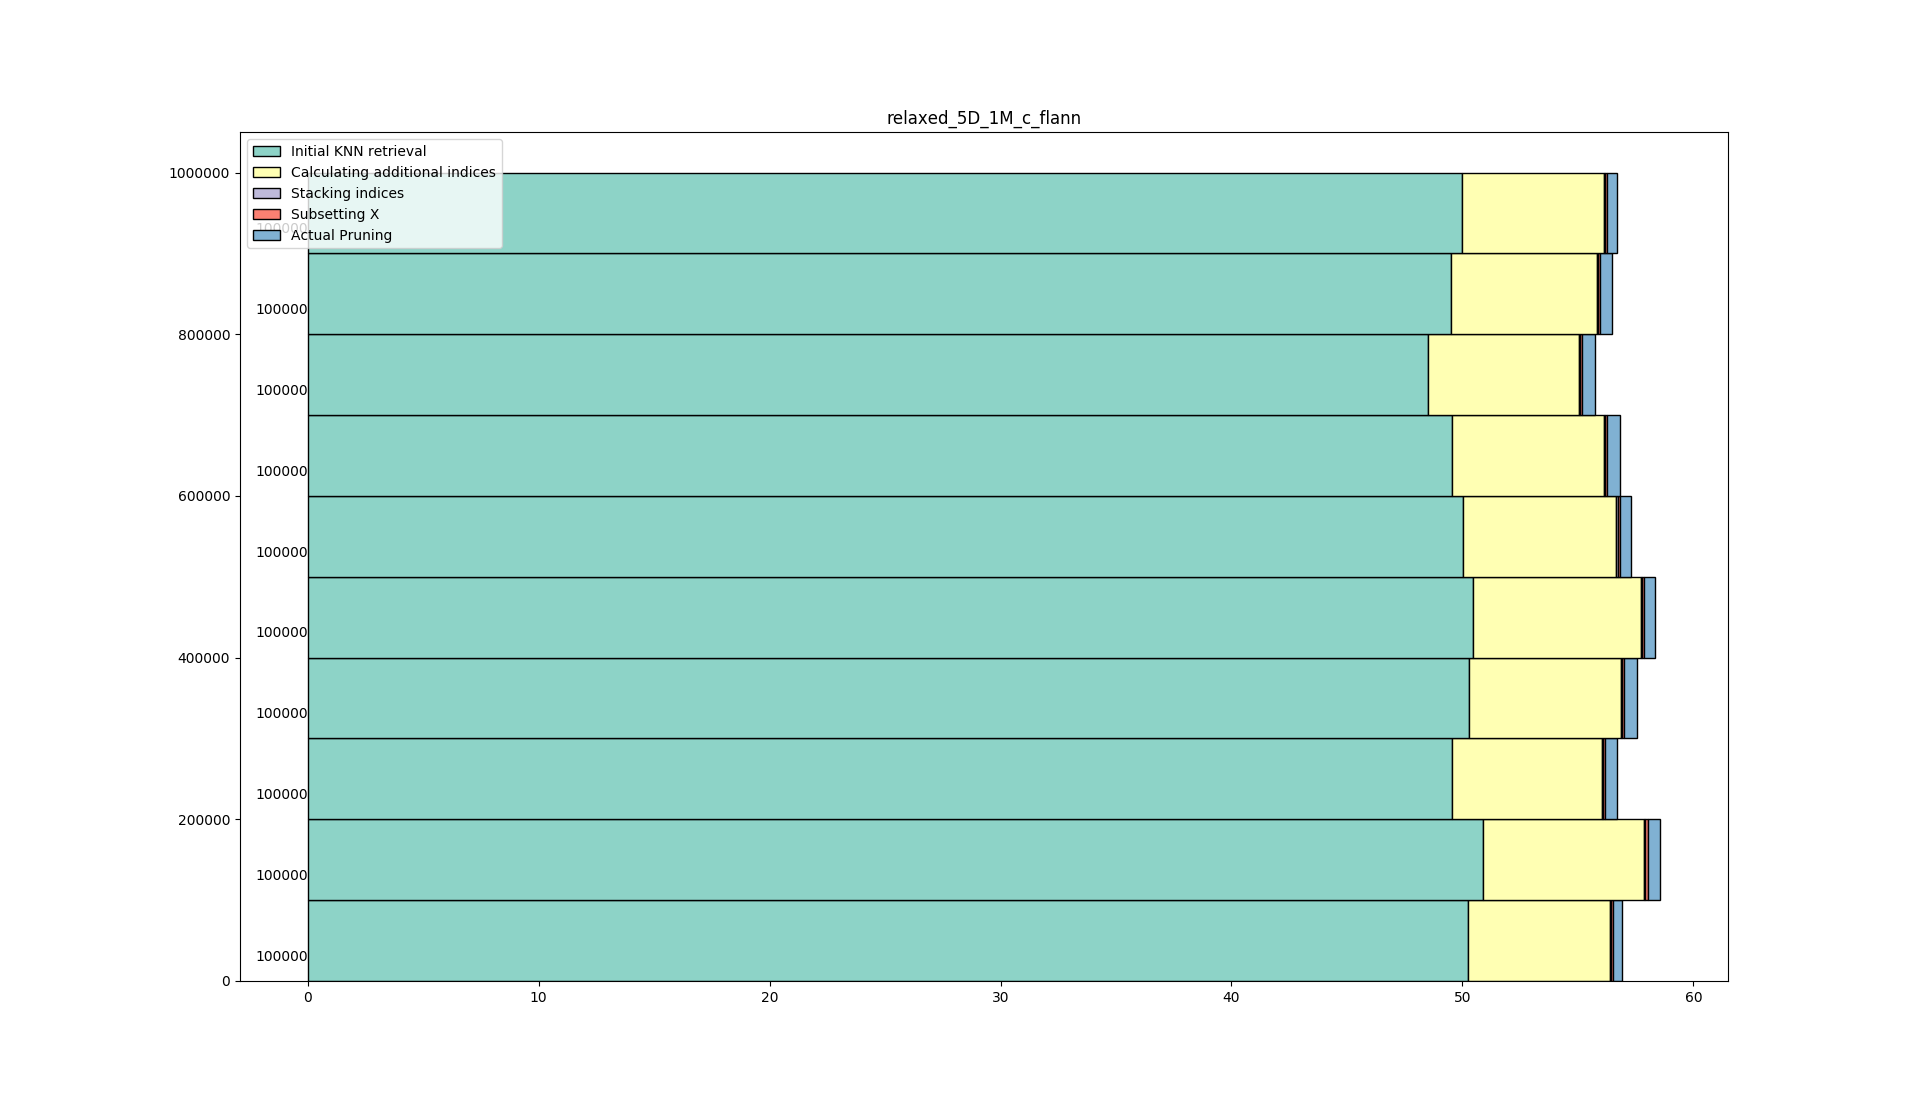 relaxed_5D_1M_c_flann
Initial KNN retrieval
Calculating additional indices
Stacking indices
Subsetting X
Actual Pruning
1000000
100000
100000
800000
100000
100000
600000
100000
100000
400000
100000
100000
200000
100000
100000
0
0 10 20 30 40 50 60